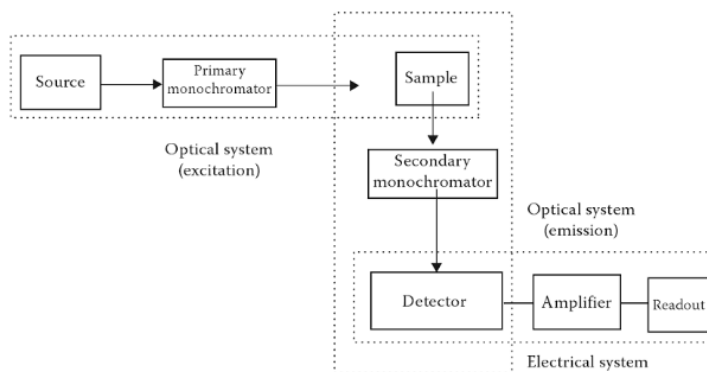 Source
Primary
monochromator
Sample
Optical system
(excitation)
Secondary
monochromator
Optical system
(emission)
Detector
Amplifier
Readout
Electrical system